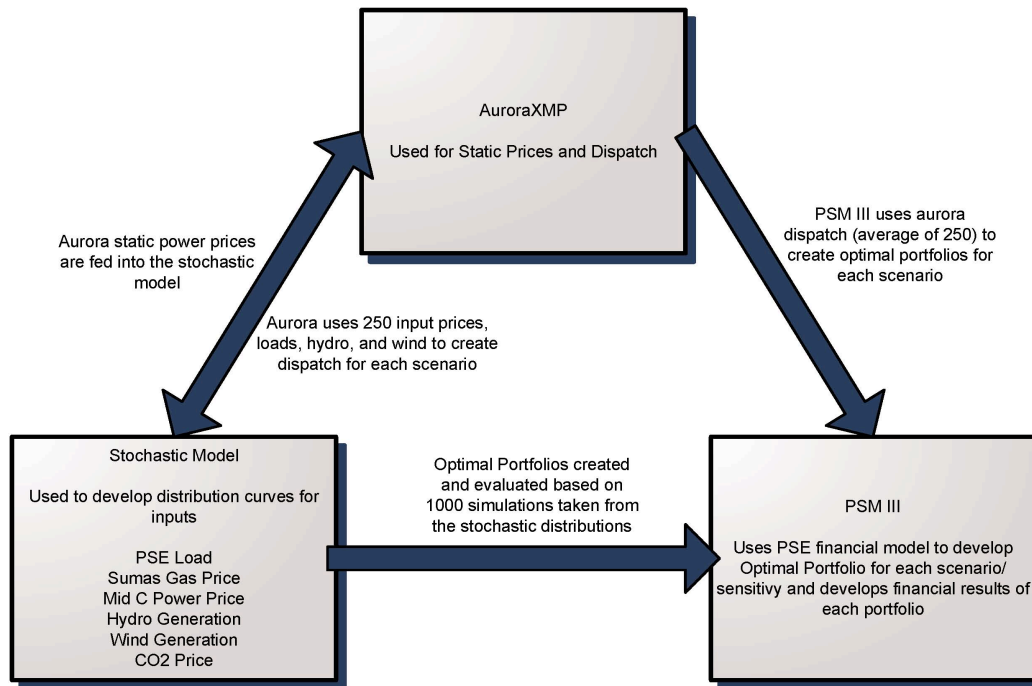 AuroraXMP
Used for Static Prices and Dispatch
Aurora static power prices
are fed into the stochastic
model
PSM III uses aurora
dispatch (average of 250) to
create optimal portfolios for
each scenario
Aurora uses 250 input prices,
loads, hydro, and wind to create
dispatch for each scenario
Stochastic Model
Used to develop distribution curves for
inputs
PSE Load
Sumas Gas Price
Mid C Power Price
Hydro Generation
Wind Generation
CO2 Price
Optimal Portfolios created
and evaluated based on
1000 simulations taken from
the stochastic distributions
PSM III
Uses PSE financial model to develop
Optimal Portfolio for each scenario/
sensitivy and develops financial results of
each portfolio